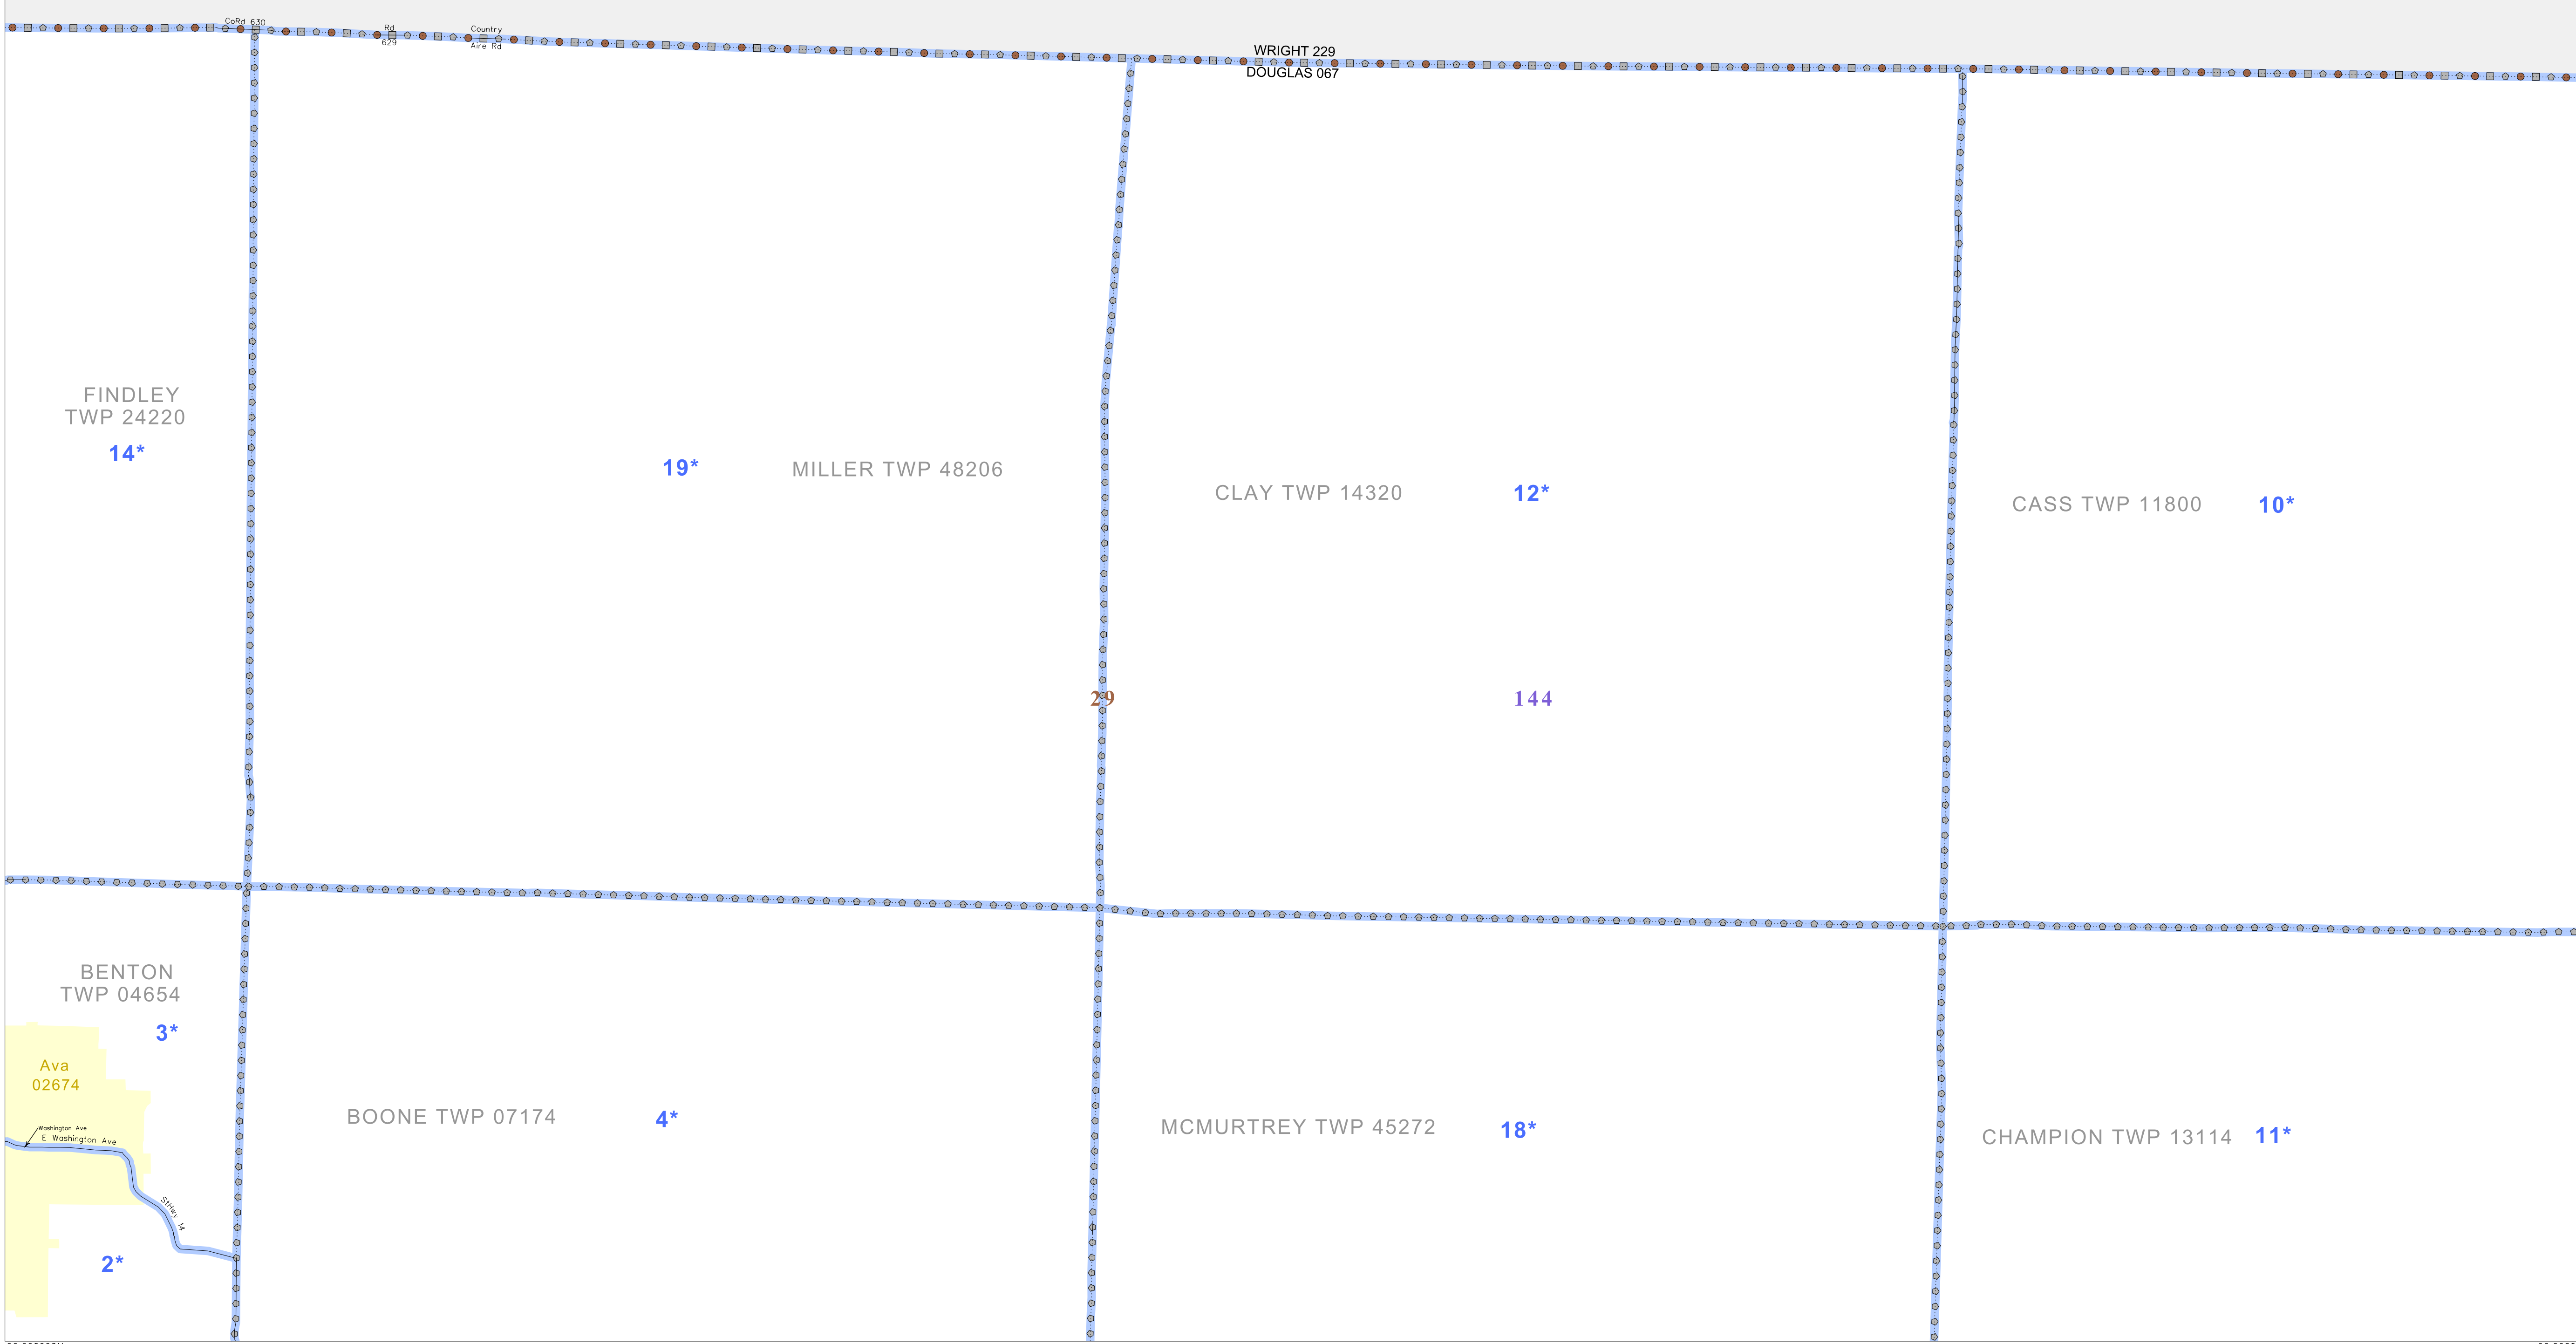 CoRd 630
Rd
629
Country
Aire Rd
WRIGHT 229
DOUGLAS 067
FINDLEY
TWP 24220
14*
19*
MILLER TWP 48206
CLAY TWP 14320
12*
CASS TWP 11800
10*
29
144
BENTON
TWP 04654
3*
Ava
02674
Washington Ave
E Washington Ave
StHwy 14
2*
BOONE TWP 07174
4*
MCMURTREY TWP 45272
18*
CHAMPION TWP 13114
11*